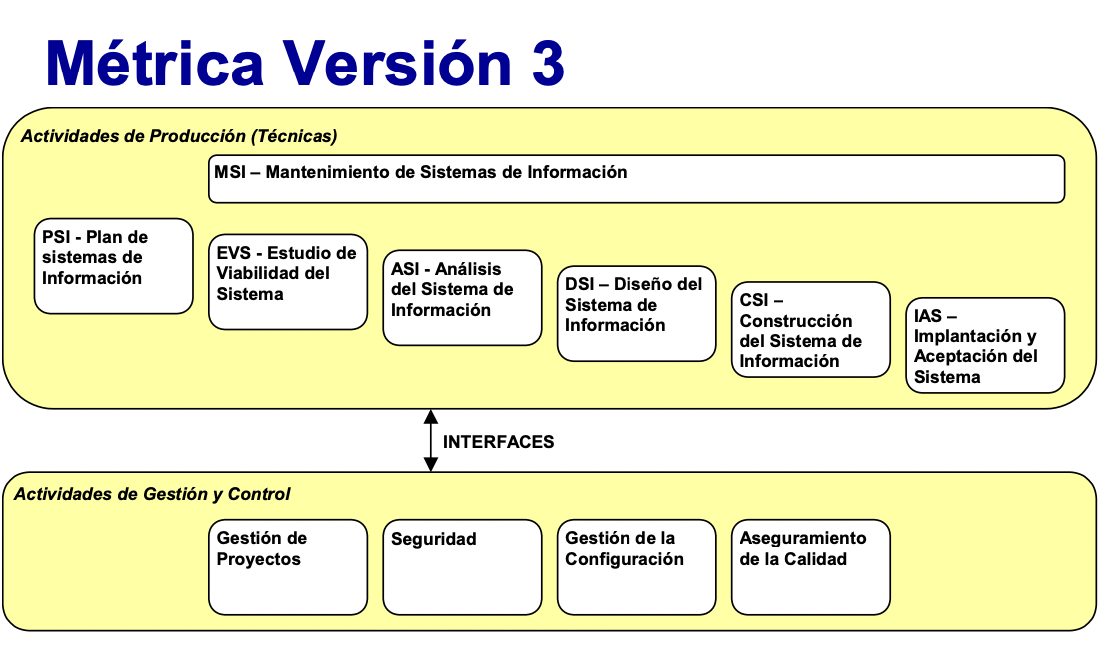 Métrica Versión 3
Actividades de Producción (Técnicas)
MSI – Mantenimiento de Sistemas de Información
PSI - Plan de
sistemas de
Información
EVS - Estudio de
Viabilidad del
Sistema
ASI - Análisis
del Sistema de
Información
DSI – Diseño del
Sistema de
Información
CSI –
Construcción
del Sistema de
Información
IAS –
Implantación y
Aceptación del
Sistema
INTERFACES
Actividades de Gestión y Control
Gestión de
Proyectos
Seguridad
Gestión de la
Configuración
Aseguramiento
de la Calidad